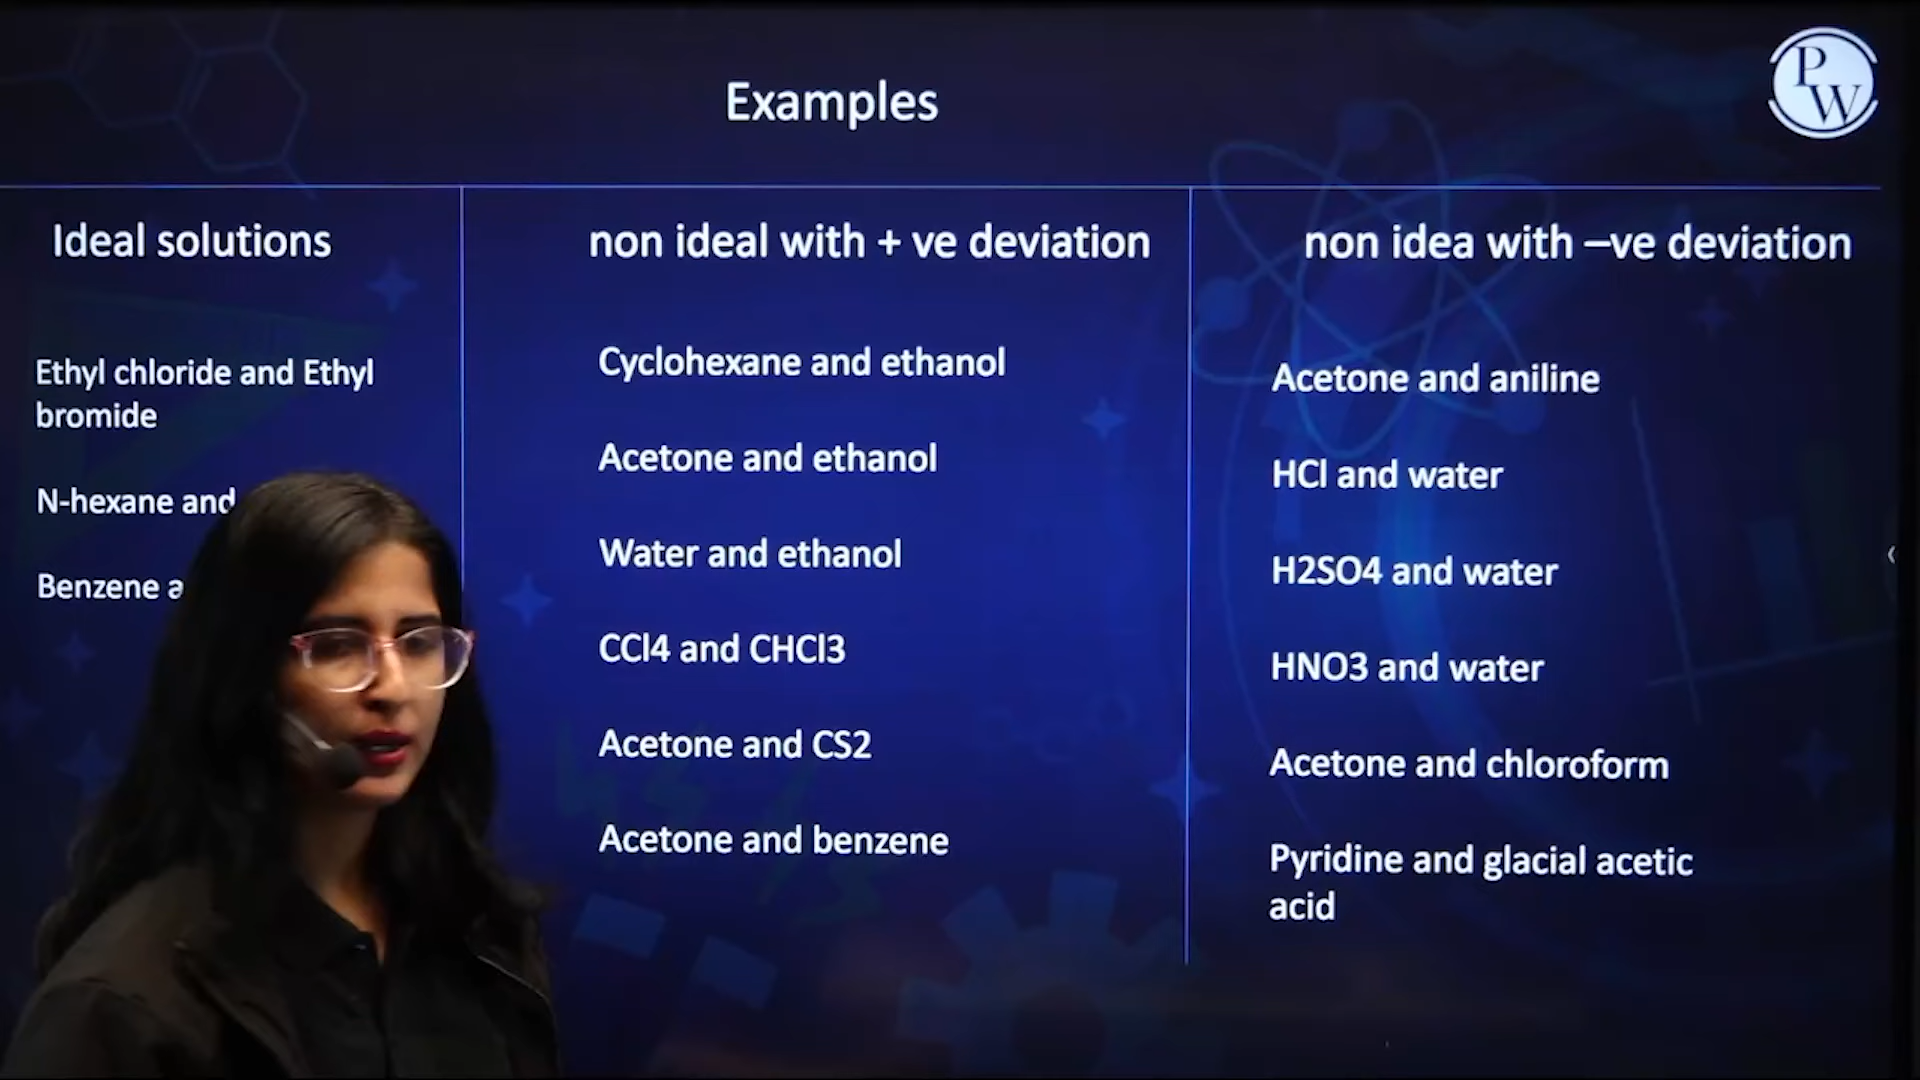 PW
Examples
Ideal solutions
non ideal with + ve deviation
non idea with –ve deviation
Ethyl chloride and Ethyl
bromide
N-hexane and
Benzene
Cyclohexane and ethanol
Acetone and ethanol
Water and ethanol
CCl4 and CHCl3
Acetone and CS2
Acetone and benzene
Acetone and aniline
HCl and water
H2SO4 and water
HNO3 and water
Acetone and chloroform
Pyridine and glacial acetic
acid